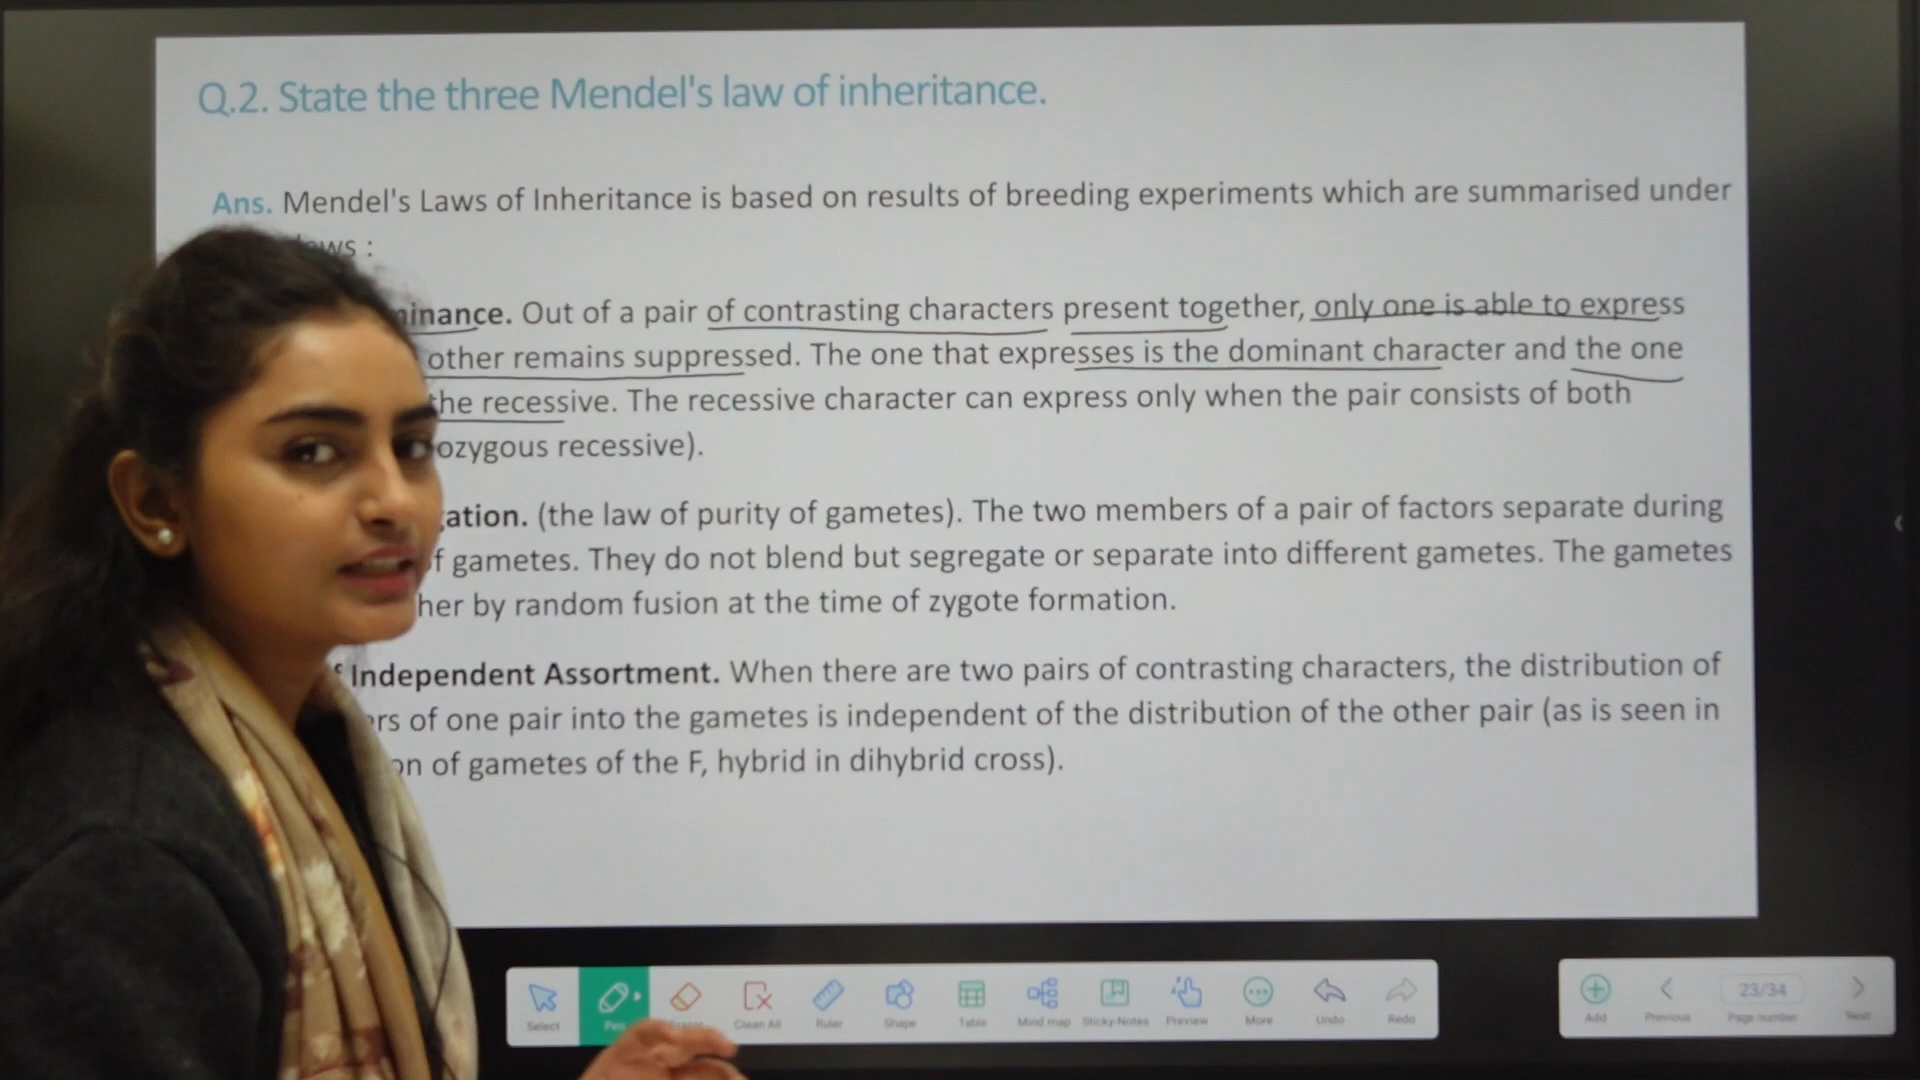 Q.2. State the three Mendel's law of inheritance.
Ans. Mendel's Laws of Inheritance is based on results of breeding experiments which are summarised under
:
Out of a pair of contrasting characters present together, only one is able to express
other remains suppressed. The one that expresses is the dominant character and the one
the recessive. The recessive character can express only when the pair consists of both
recessive).
(the law of purity of gametes). The two members of a pair of factors separate during
gametes. They do not blend but segregate or separate into different gametes. The gametes
by random fusion at the time of zygote formation.
Independent Assortment. When there are two pairs of contrasting characters, the distribution of
of one pair into the gametes is independent of the distribution of the other pair (as is seen in
of gametes of the F, hybrid in dihybrid cross).
Select Pen Eraser Clean All Ruler Shape Table Mind map Sticky-Notes Preview More Undo Redo
23/34
Add Previous Page number Next